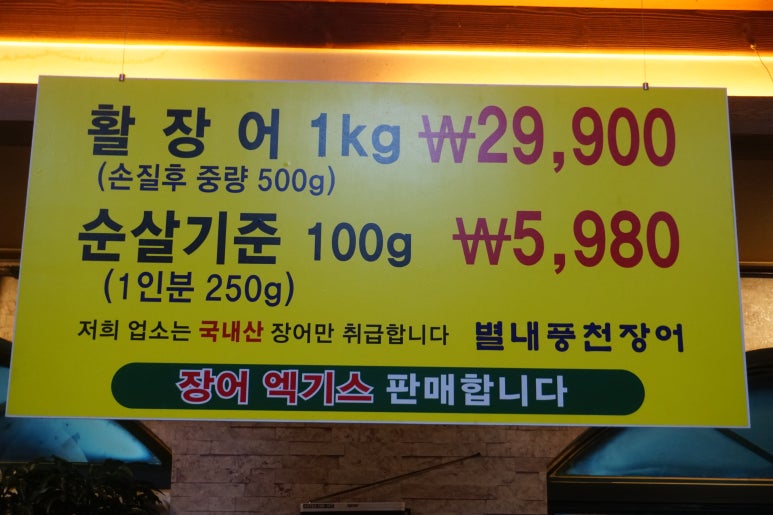 활 장 어 1kg ₩29,900
(손질후 중량 500g)
순살기준 100g ₩5,980
(1인분 250g)
저희 업소는 국내산 장어만 취급합니다 별내풍천장어
장어 엑기스 판매합니다